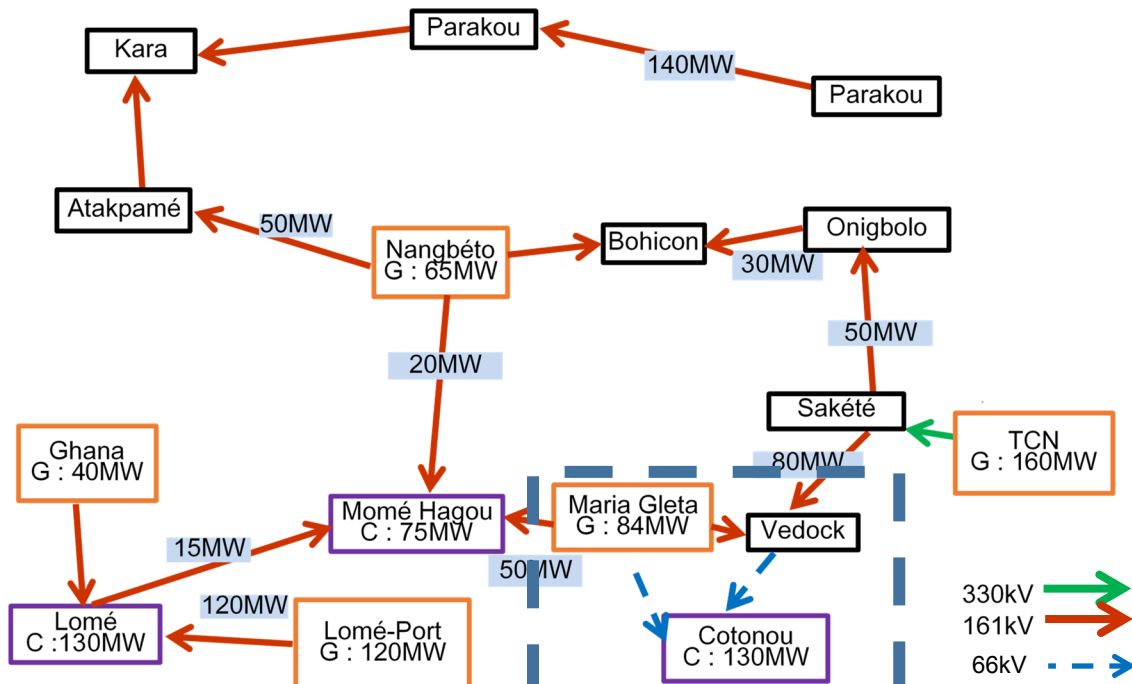 Parakou
Kara
140MW
Parakou
Atakpamé
50MW
Nangbéto
G : 65MW
Bohicon
Onigbolo
30MW
50MW
20MW
Sakété
Ghana
G : 40MW
TCN
G : 160MW
80MW
Momé Hagou
C : 75MW
Maria Gleta
G : 84MW
Vedock
15MW
50MW
330kV
120MW
Lomé
C :130MW
Lomé-Port
G : 120MW
Cotonou
C : 130MW
161kV
66kV